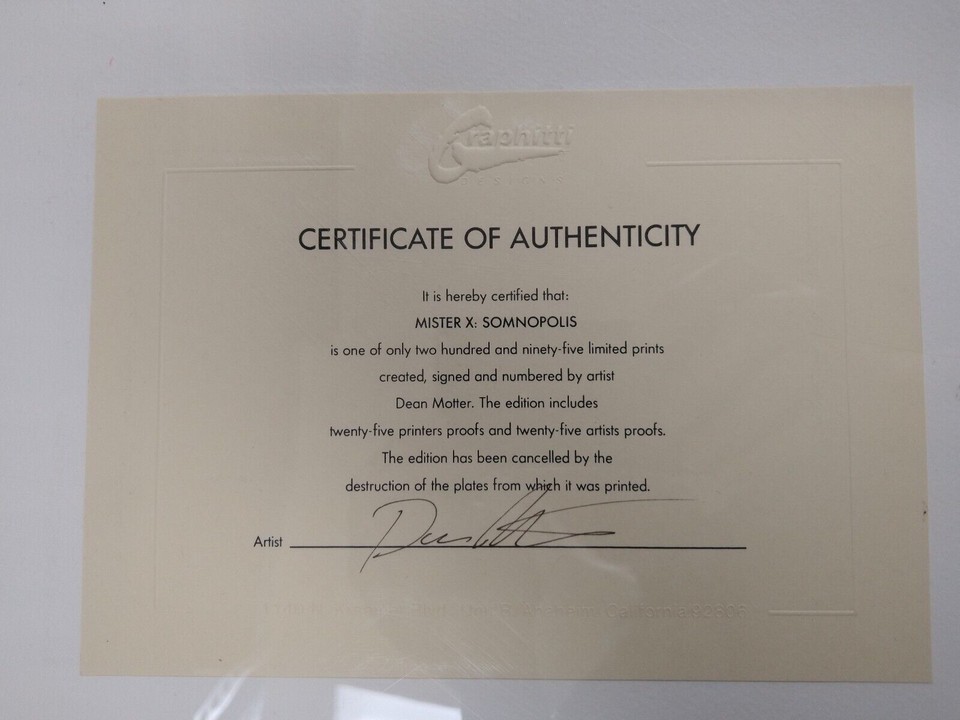 Graphitti
DESIGNS
CERTIFICATE OF AUTHENTICITY
It is hereby certified that:
MISTER X: SOMNOPOLIS
is one of only two hundred and ninety-five limited prints
created, signed and numbered by artist
Dean Motter. The edition includes
twenty-five printers proofs and twenty-five artists proofs.
The edition has been cancelled by the
destruction of the plates from which it was printed.
Artist
Anaheim, California